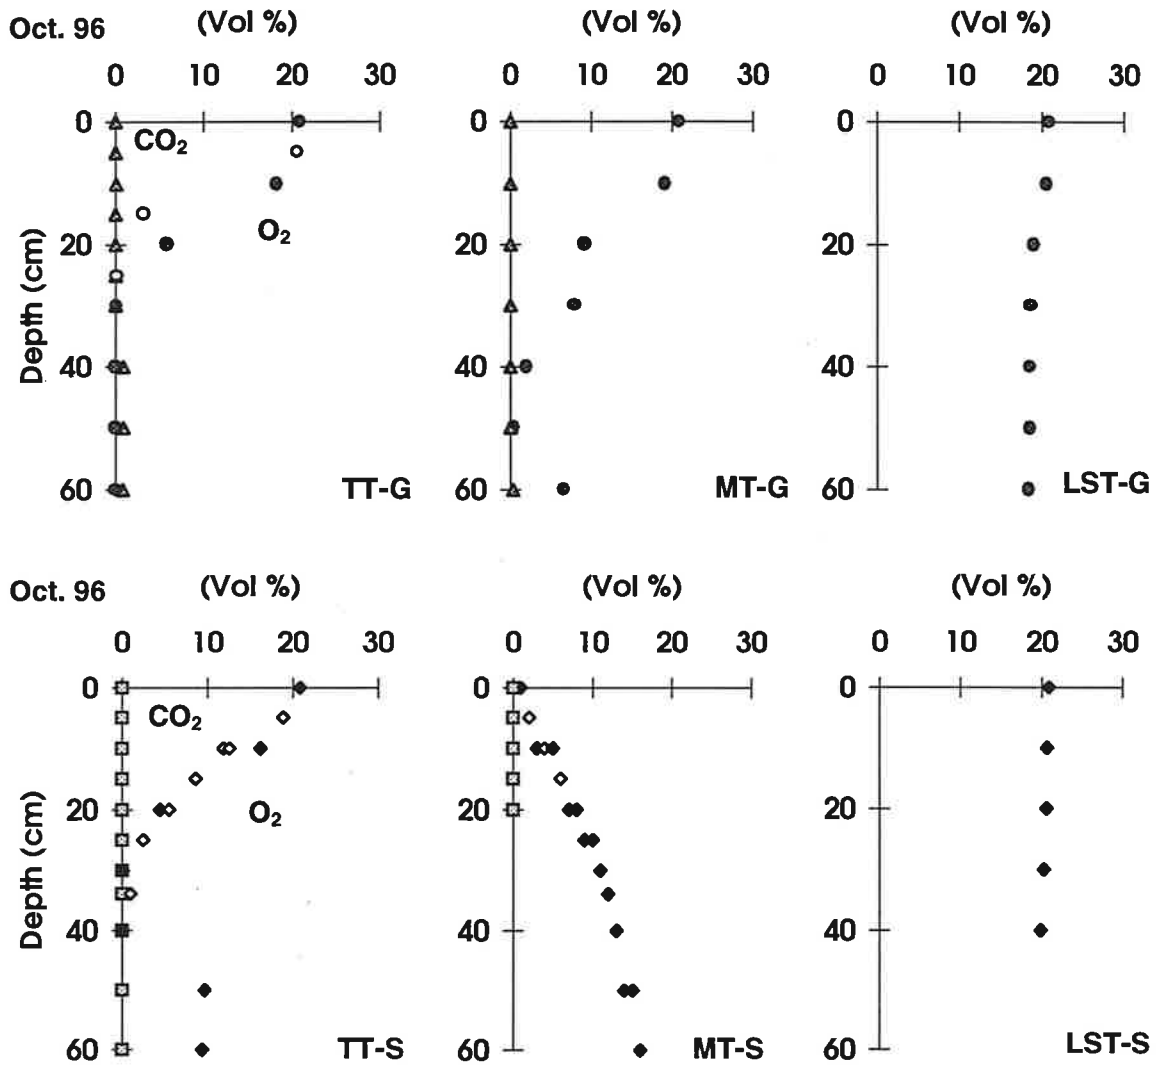 Oct. 96 (Vol %) (Vol %) (Vol %)
0 10 20 30 0 10 20 30 0 10 20 30
0 0 0
CO₂
O₂
20 20 20
Depth (cm)
40 40 40
60 60 60
TT-G MT-G LST-G
Oct. 96 (Vol %) (Vol %) (Vol %)
0 10 20 30 0 10 20 30 0 10 20 30
0 0 0
CO₂
20 20 20
O₂
Depth (cm)
40 40 40
60 60 60
TT-S MT-S LST-S